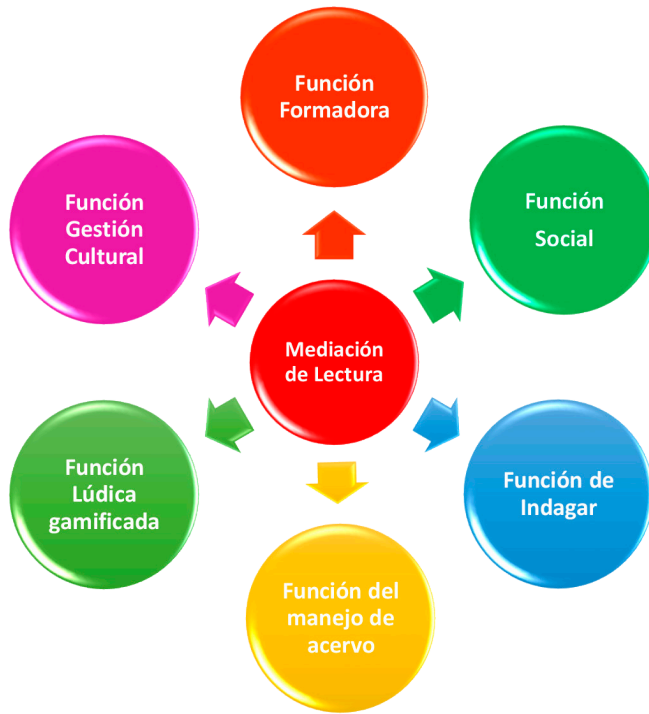 Función
Formadora
Función
Gestión
Cultural
Función
Social
Mediación
de Lectura
Función
Lúdica
gamificada
Función de
Indagar
Función del
manejo de
acervo